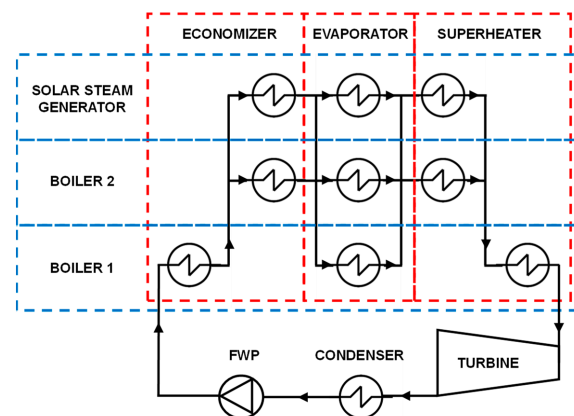 ECONOMIZER
EVAPORATOR
SUPERHEATER
SOLAR STEAM
GENERATOR
BOILER 2
BOILER 1
FWP
CONDENSER
TURBINE